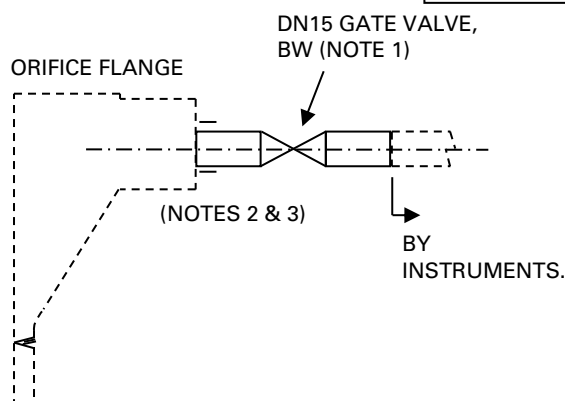 DN15 GATE VALVE,
BW (NOTE 1)
ORIFICE FLANGE
(NOTES 2 & 3)
BY
INSTRUMENTS.